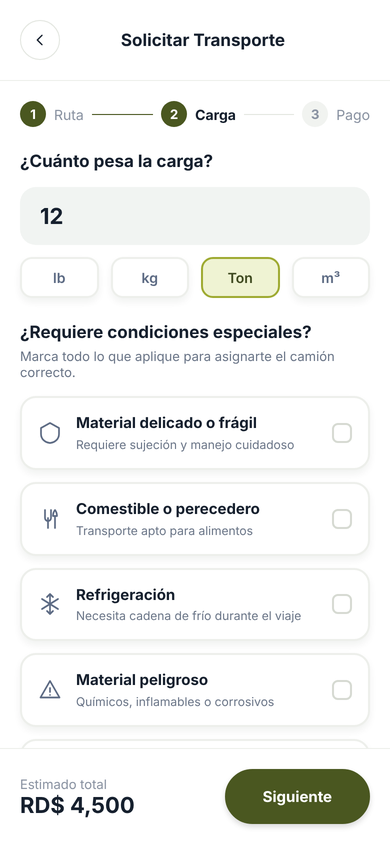 Solicitar Transporte
1 Ruta 2 Carga 3 Pago
¿Cuánto pesa la carga?
12
lb kg Ton m³
¿Requiere condiciones especiales?
Marca todo lo que aplique para asignarte el camión
correcto.
Material delicado o frágil
Requiere sujeción y manejo cuidadoso
Comestible o perecedero
Transporte apto para alimentos
Refrigeración
Necesita cadena de frío durante el viaje
Material peligroso
Químicos, inflamables o corrosivos
Estimado total
RD$ 4,500
Siguiente